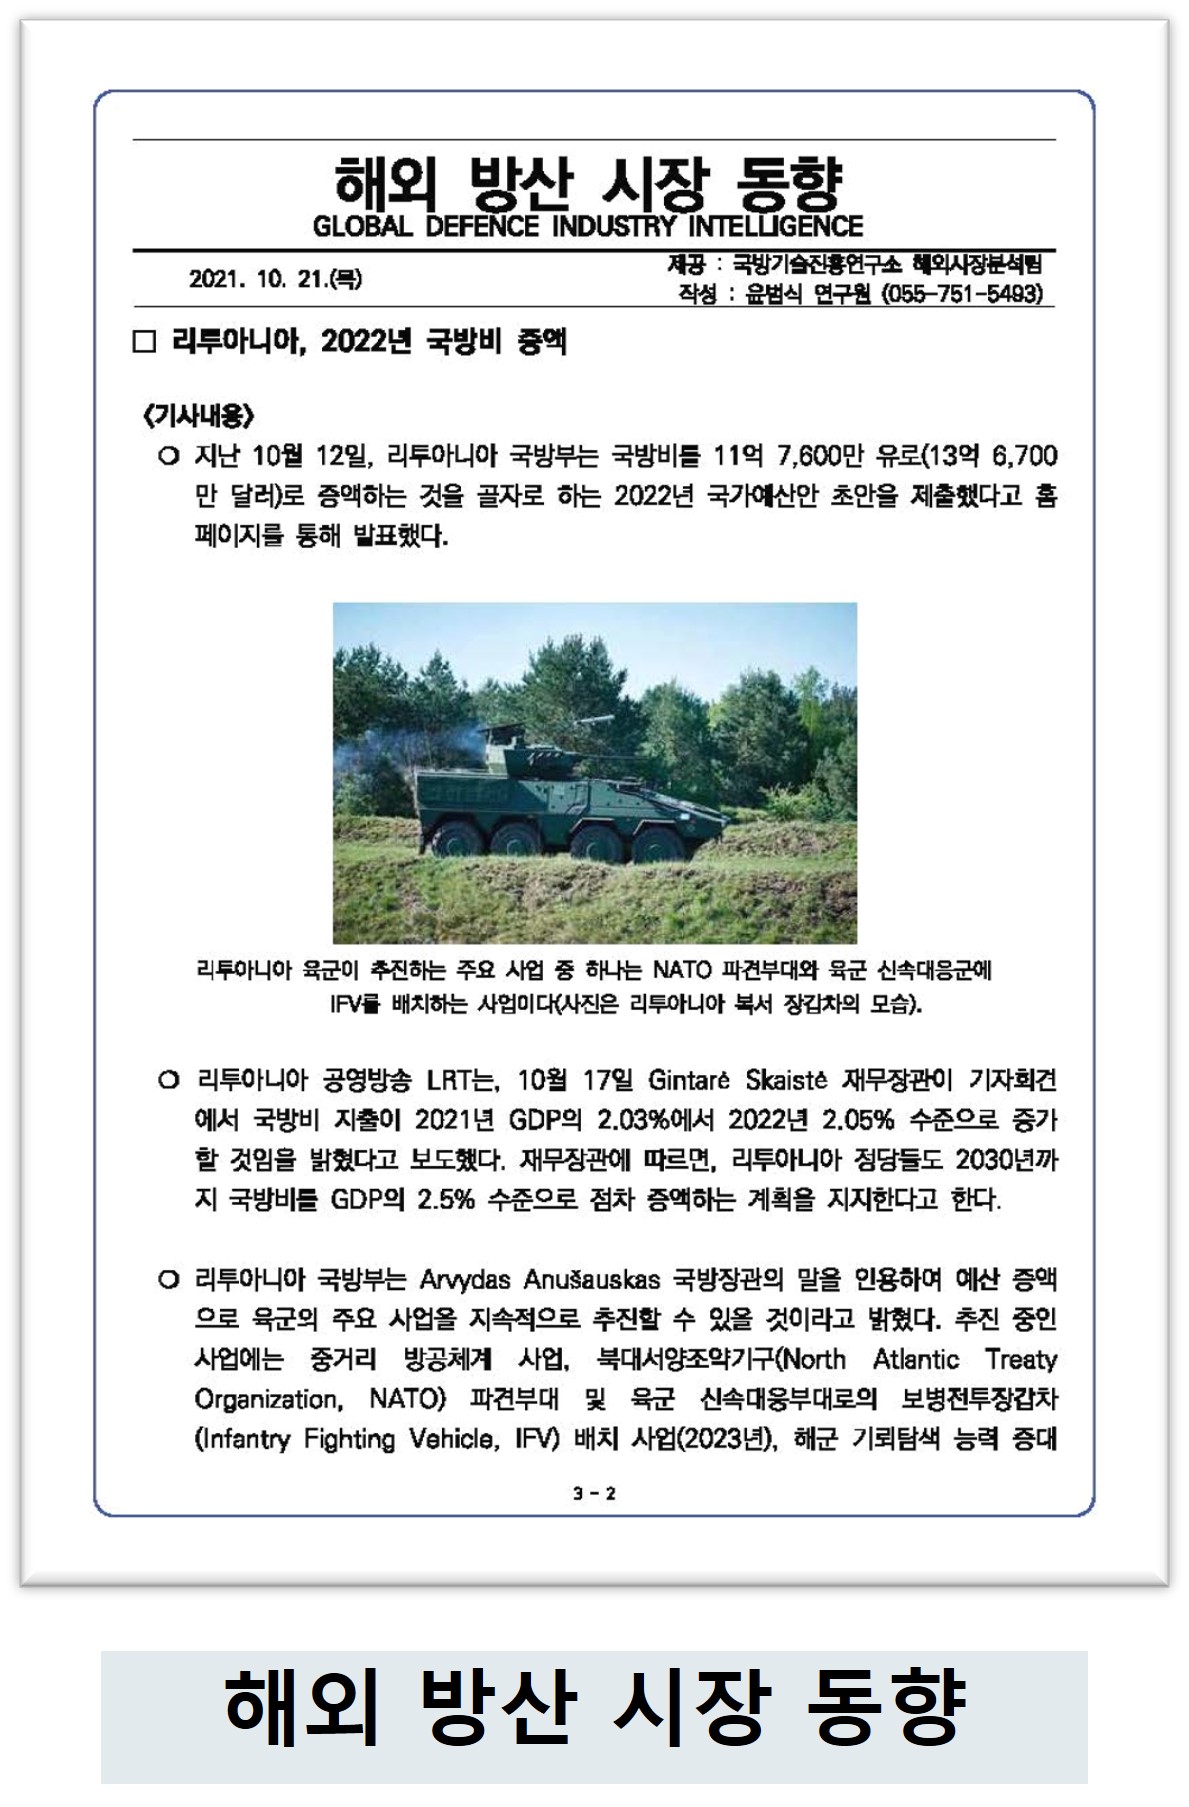 해외 방산 시장 동향
GLOBAL DEFENCE INDUSTRY INTELLIGENCE
2021. 10. 21.(목)
제공 : 국방기술진흥연구소 해외시장분석팀
작성 : 윤범식 연구원 (055-751-5493)
□ 리투아니아, 2022년 국방비 증액
〈기사내용〉
○ 지난 10월 12일, 리투아니아 국방부는 국방비를 11억 7,600만 유로(13억 6,700
만 달러)로 증액하는 것을 골자로 하는 2022년 국가예산안 초안을 제출했다고 홈
페이지를 통해 발표했다.
리투아니아 육군이 추진하는 주요 사업 중 하나는 NATO 파견부대와 육군 신속대응군에
IFV를 배치하는 사업이다(사진은 리투아니아 복서 장갑차의 모습).
○ 리투아니아 공영방송 LRT는, 10월 17일 Gintarė Skaistė 재무장관이 기자회견
에서 국방비 지출이 2021년 GDP의 2.03%에서 2022년 2.05% 수준으로 증가
할 것임을 밝혔다고 보도했다. 재무장관에 따르면, 리투아니아 정당들도 2030년까
지 국방비를 GDP의 2.5% 수준으로 점차 증액하는 계획을 지지한다고 한다.
○ 리투아니아 국방부는 Arvydas Anušauskas 국방장관의 말을 인용하여 예산 증액
으로 육군의 주요 사업을 지속적으로 추진할 수 있을 것이라고 밝혔다. 추진 중인
사업에는 중거리 방공체계 사업, 북대서양조약기구(North Atlantic Treaty
Organization, NATO) 파견부대 및 육군 신속대응부대로의 보병전투장갑차
(Infantry Fighting Vehicle, IFV) 배치 사업(2023년), 해군 기뢰탐색 능력 증대
3 - 2
해외 방산 시장 동향